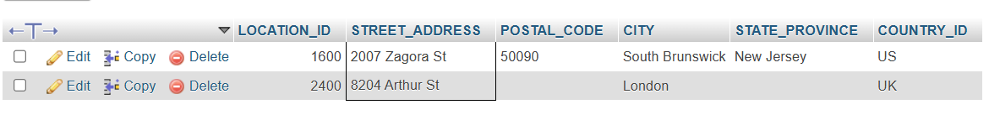 LOCATION_ID STREET_ADDRESS POSTAL_CODE CITY STATE_PROVINCE COUNTRY_ID
Edit Copy Delete 1600 2007 Zagora St 50090 South Brunswick New Jersey US
Edit Copy Delete 2400 8204 Arthur St London UK